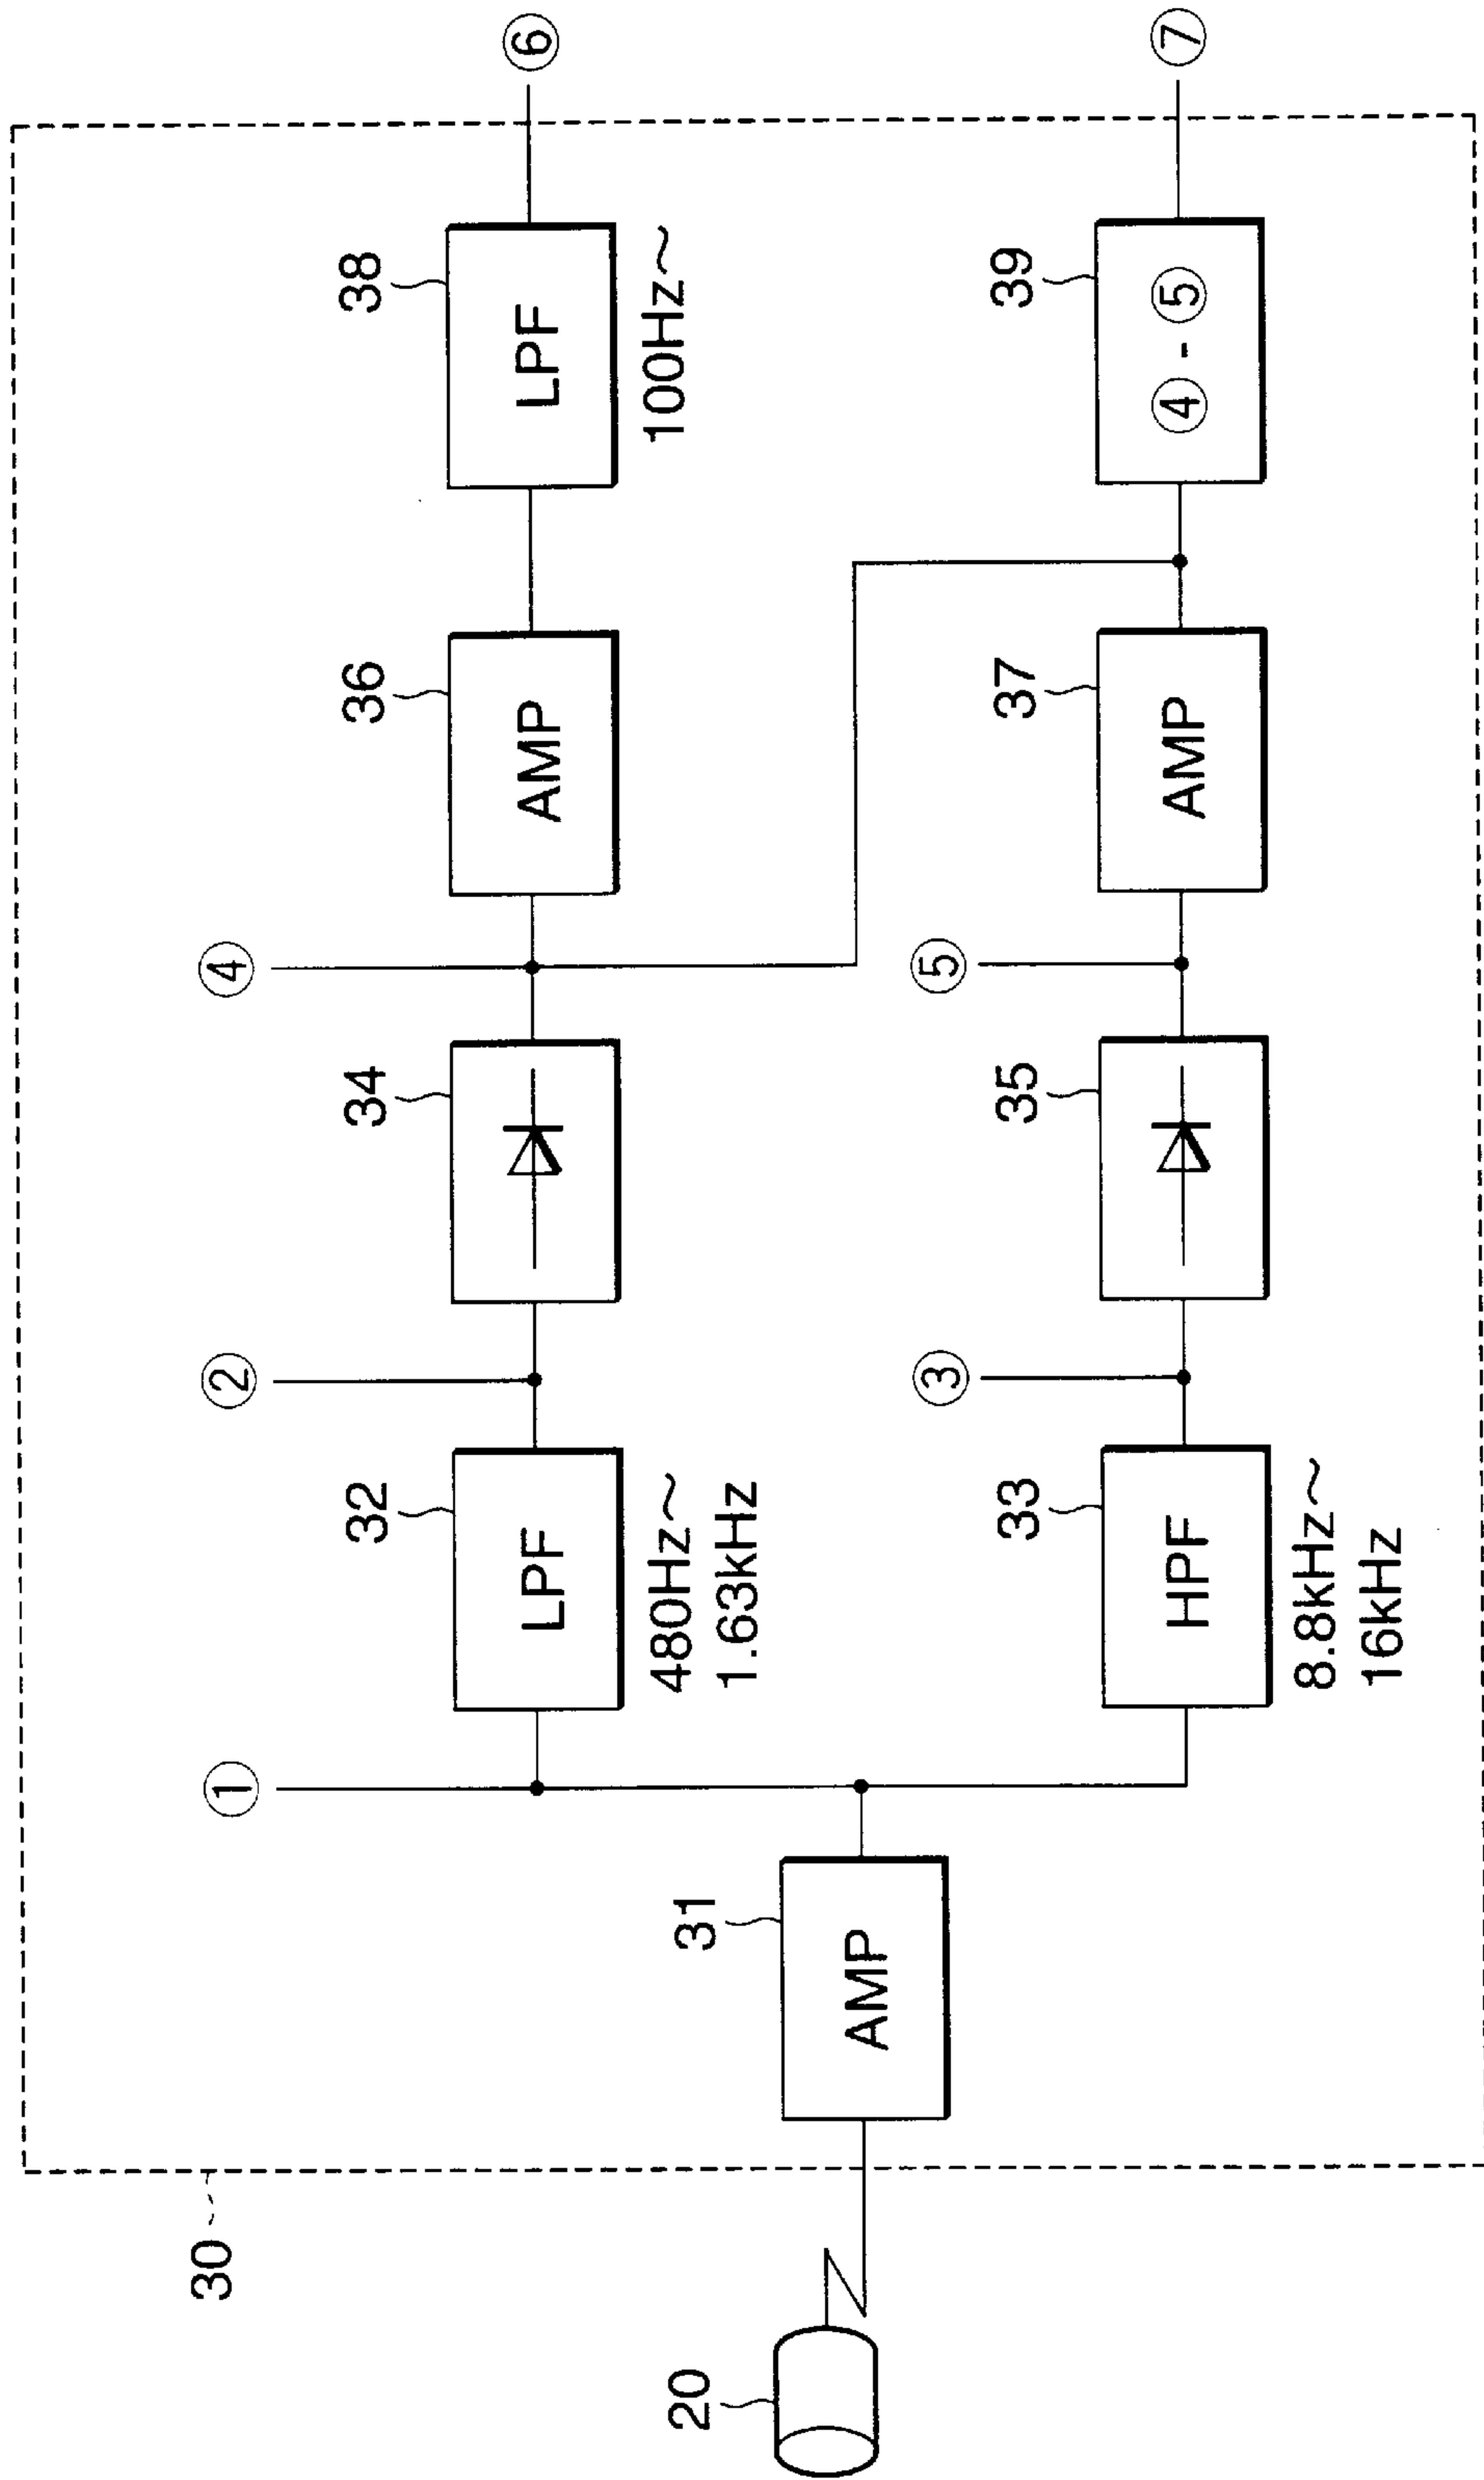 30
20
31
AMP
①
32
LPF
480Hz~
1.63kHz
33
HPF
8.8kHz~
16kHz
②
③
34
35
④
⑤
36
AMP
37
AMP
38
LPF
100Hz~
39
④ - ⑤
⑥
⑦